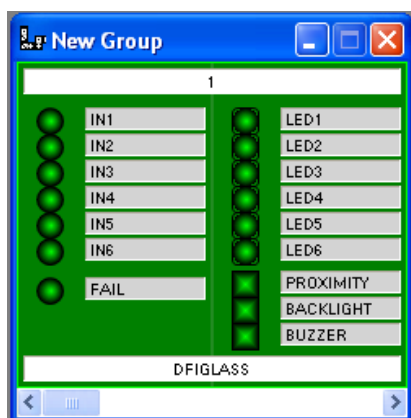 New Group
1
IN1
IN2
IN3
IN4
IN5
IN6
FAIL
LED1
LED2
LED3
LED4
LED5
LED6
PROXIMITY
BACKLIGHT
BUZZER
DFIGLASS